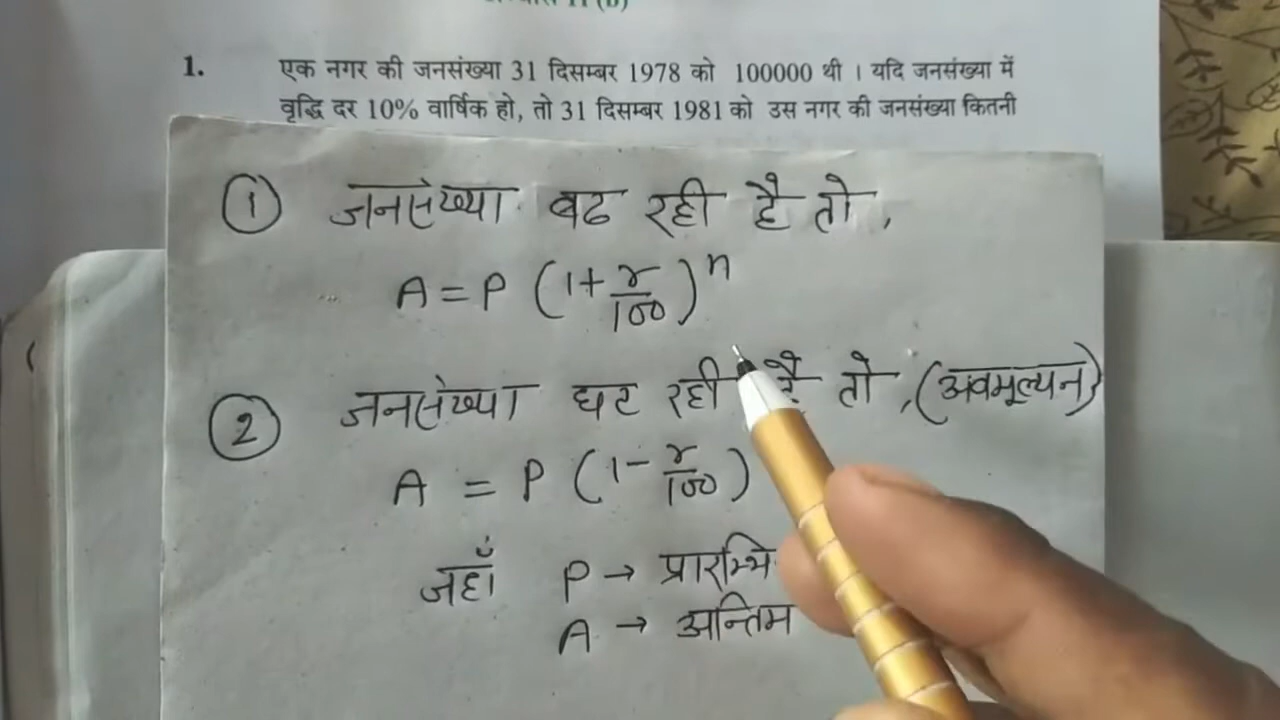 1. एक नगर की जनसंख्या 31 दिसम्बर 1978 को 100000 थी । यदि जनसंख्या में
वृद्धि दर 10% वार्षिक हो, तो 31 दिसम्बर 1981 को उस नगर की जनसंख्या कितनी
① जनसंख्या बढ रही है तो,
A = P (1 + r/100)^n
② जनसंख्या घट रही है तो, (अवमूल्यन)
A = P (1 - r/100)
जहाँ P → प्रारम्भि
A → अन्तिम